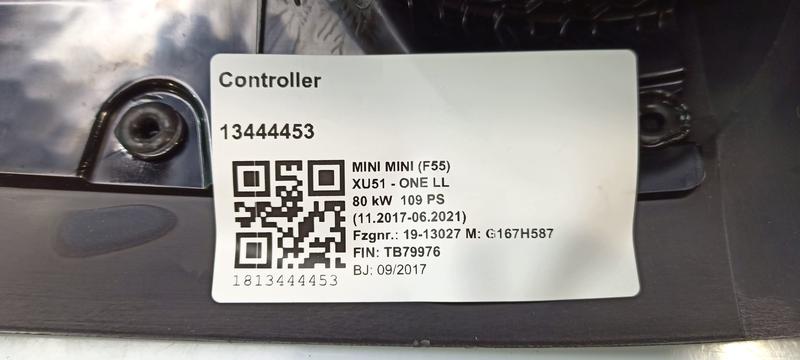 Controller
13444453
MINI MINI (F55)
XU51 - ONE LL
80 kW 109 PS
(11.2017-06.2021)
Fzgnr.: 19-13027 M: G167H587
FIN: TB79976
BJ: 09/2017
1813444453